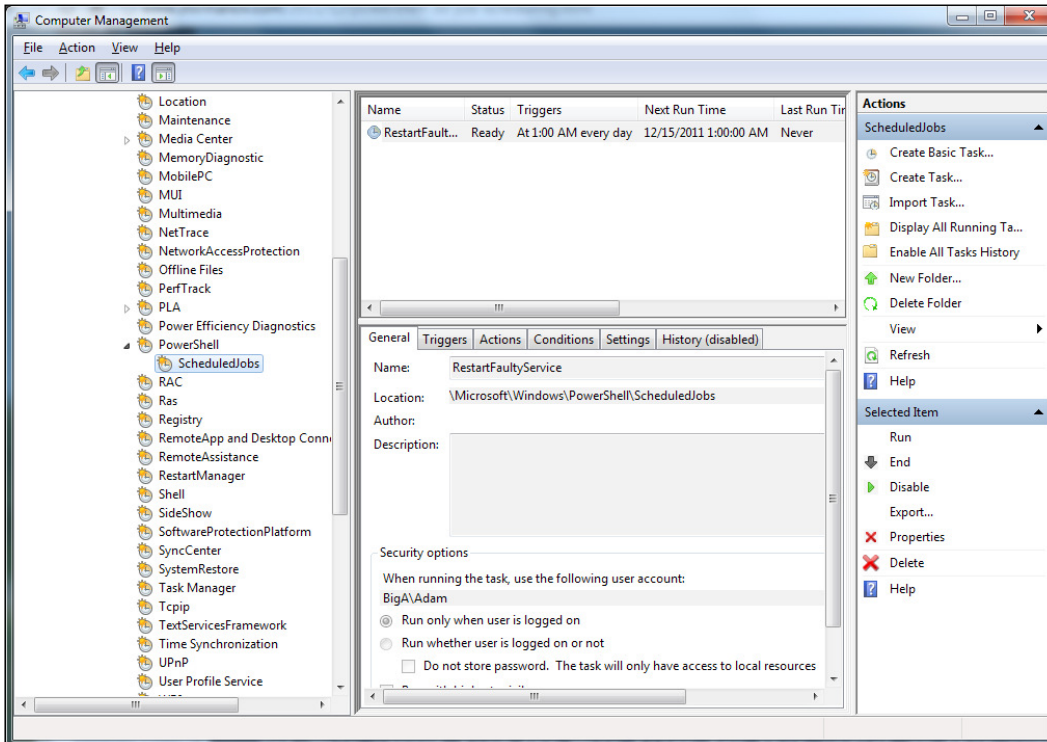 Computer Management
File Action View Help
Location
Maintenance
Media Center
MemoryDiagnostic
MobilePC
MUI
Multimedia
NetTrace
NetworkAccessProtection
Offline Files
PerfTrack
PLA
Power Efficiency Diagnostics
PowerShell
ScheduledJobs
RAC
Ras
Registry
RemoteApp and Desktop Conn
RemoteAssistance
RestartManager
Shell
SideShow
SoftwareProtectionPlatform
SyncCenter
SystemRestore
Task Manager
Tcpip
TextServicesFramework
Time Synchronization
UPnP
User Profile Service
Name Status Triggers Next Run Time Last Run Tir
RestartFault... Ready At 1:00 AM every day 12/15/2011 1:00:00 AM Never
General Triggers Actions Conditions Settings History (disabled)
Name: RestartFaultyService
Location: \Microsoft\Windows\PowerShell\ScheduledJobs
Author:
Description:
Security options
When running the task, use the following user account:
BigA\Adam
Run only when user is logged on
Run whether user is logged on or not
Do not store password. The task will only have access to local resources
Actions
ScheduledJobs
Create Basic Task...
Create Task...
Import Task...
Display All Running Ta...
Enable All Tasks History
New Folder...
Delete Folder
View
Refresh
Help
Selected Item
Run
End
Disable
Export...
Properties
Delete
Help